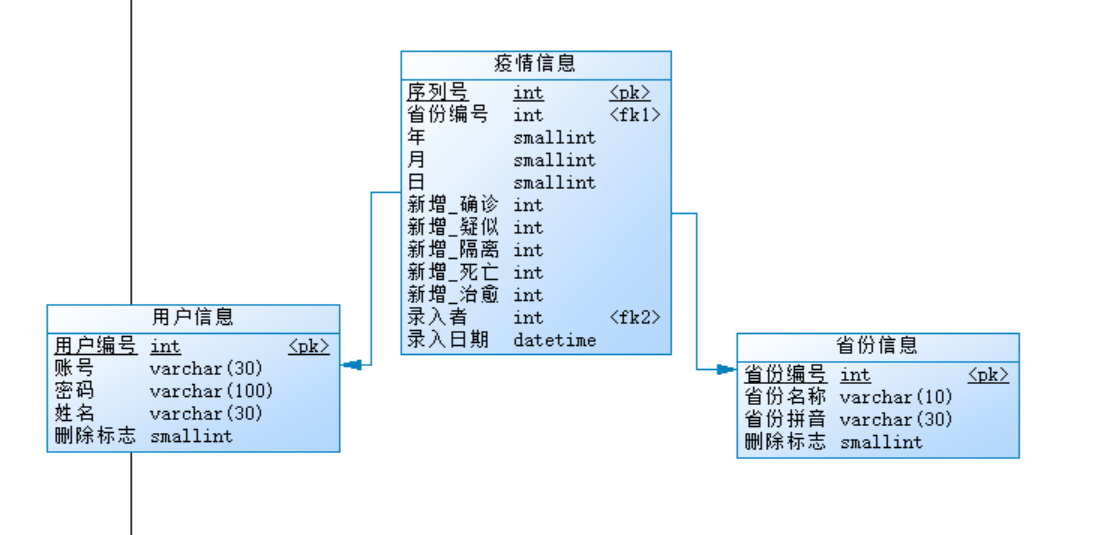 疫情信息
序列号 int <pk>
省份编号 int <fk1>
年 smallint
月 smallint
日 smallint
新增_确诊 int
新增_疑似 int
新增_隔离 int
新增_死亡 int
新增_治愈 int
录入者 int <fk2>
录入日期 datetime
用户信息
用户编号 int <pk>
账号 varchar(30)
密码 varchar(100)
姓名 varchar(30)
删除标志 smallint
省份信息
省份编号 int <pk>
省份名称 varchar(10)
省份拼音 varchar(30)
删除标志 smallint